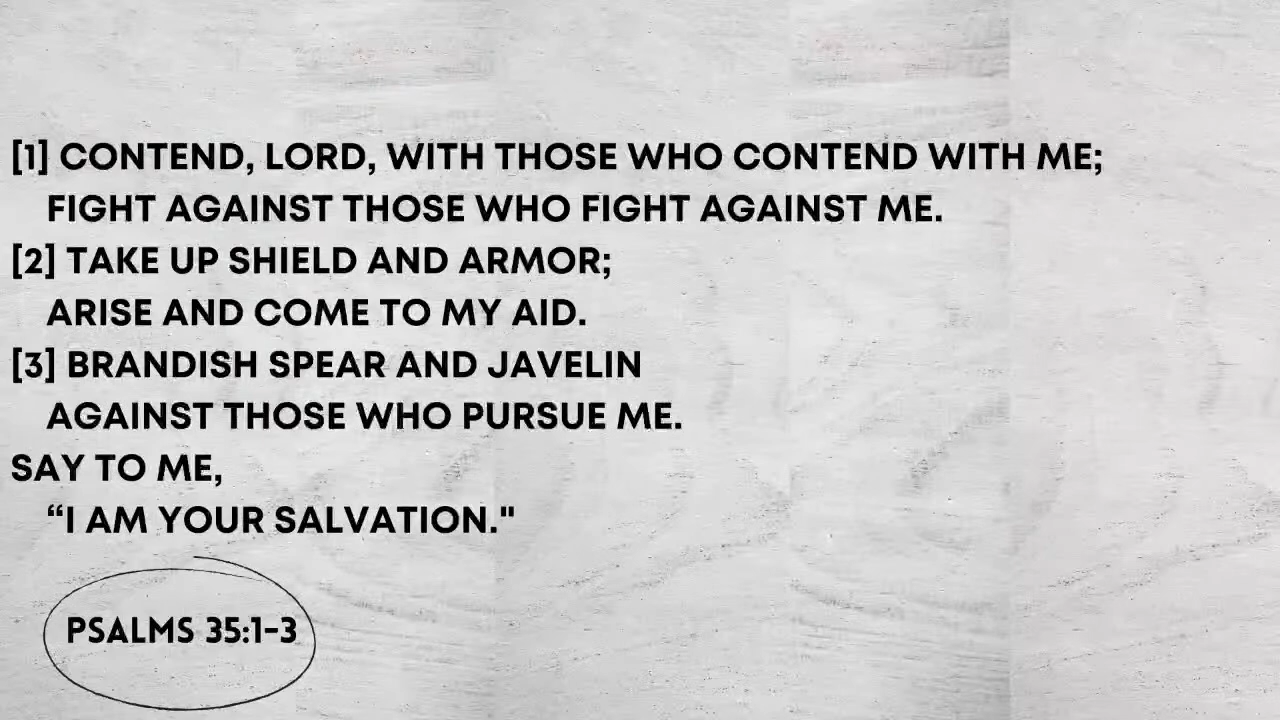 [1] CONTEND, LORD, WITH THOSE WHO CONTEND WITH ME;
FIGHT AGAINST THOSE WHO FIGHT AGAINST ME.
[2] TAKE UP SHIELD AND ARMOR;
ARISE AND COME TO MY AID.
[3] BRANDISH SPEAR AND JAVELIN
AGAINST THOSE WHO PURSUE ME.
SAY TO ME,
“I AM YOUR SALVATION."
PSALMS 35:1-3